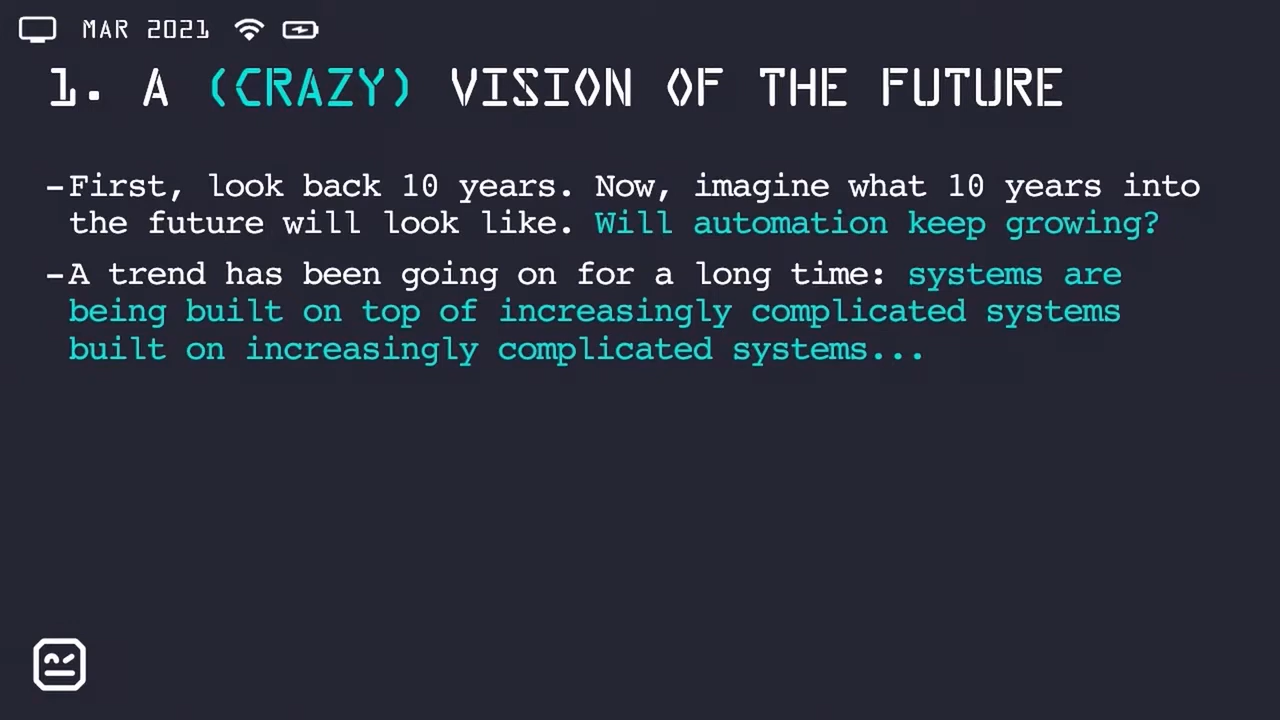 MAR 2021
1. A (CRAZY) VISION OF THE FUTURE
-First, look back 10 years. Now, imagine what 10 years into
the future will look like. Will automation keep growing?
-A trend has been going on for a long time: systems are
being built on top of increasingly complicated systems
built on increasingly complicated systems...